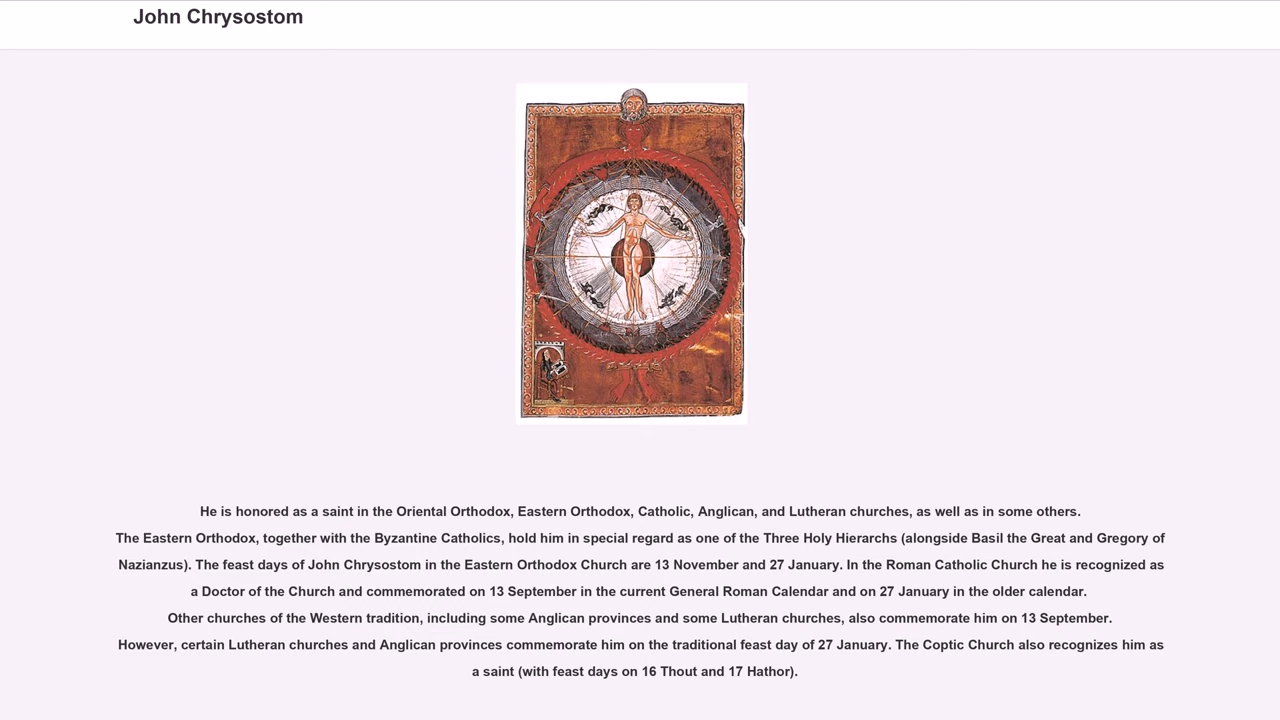 John Chrysostom
He is honored as a saint in the Oriental Orthodox, Eastern Orthodox, Catholic, Anglican, and Lutheran churches, as well as in some others.
The Eastern Orthodox, together with the Byzantine Catholics, hold him in special regard as one of the Three Holy Hierarchs (alongside Basil the Great and Gregory of
Nazianzus). The feast days of John Chrysostom in the Eastern Orthodox Church are 13 November and 27 January. In the Roman Catholic Church he is recognized as
a Doctor of the Church and commemorated on 13 September in the current General Roman Calendar and on 27 January in the older calendar.
Other churches of the Western tradition, including some Anglican provinces and some Lutheran churches, also commemorate him on 13 September.
However, certain Lutheran churches and Anglican provinces commemorate him on the traditional feast day of 27 January. The Coptic Church also recognizes him as
a saint (with feast days on 16 Thout and 17 Hathor).